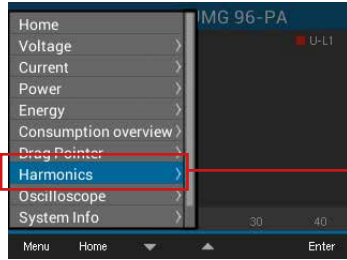 UMG 96-PA
Home
U-L1
Voltage
Current
Power
Energy
Consumption overview
Drag Pointer
Harmonics
Oscilloscope
System Info
30 40
Menu Home Enter